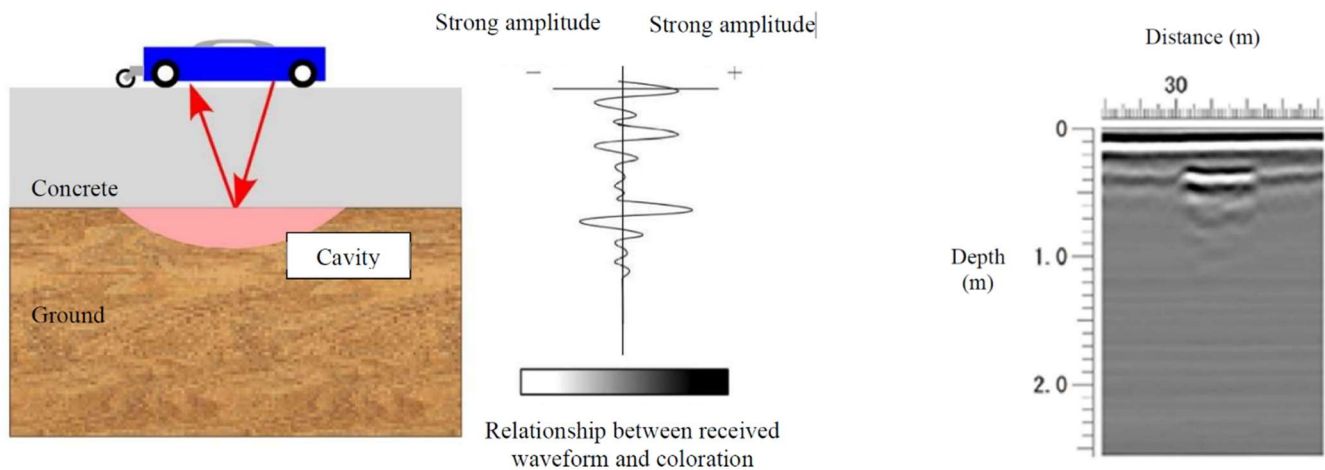 Strong amplitude
Strong amplitude
−
+
Concrete
Cavity
Ground
Relationship between received
waveform and coloration
Distance (m)
30
0
1.0
2.0
Depth
(m)